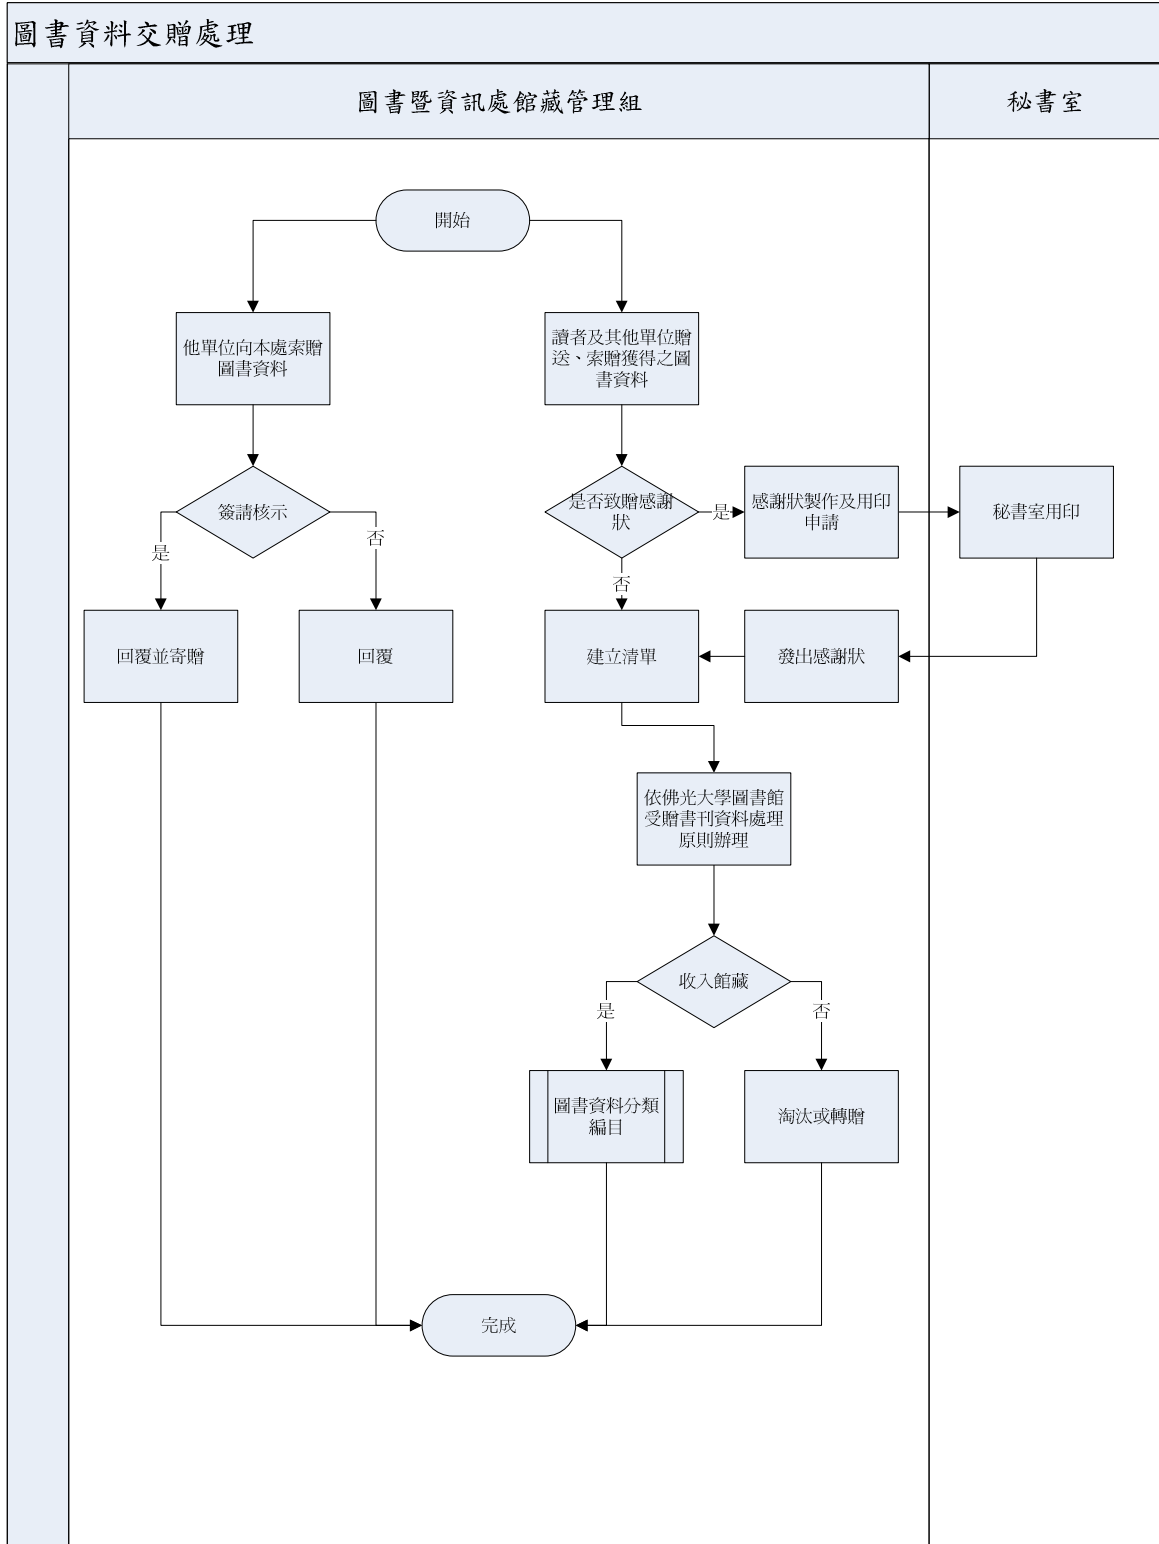 圖書資料交贈處理
圖書暨資訊處館藏管理組
秘書室
開始
他單位向本處索贈
圖書資料
讀者及其他單位贈
送、索贈獲得之圖
書資料
簽請核示
是否致贈感謝
狀
是
感謝狀製作及用印
申請
秘書室用印
是
否
否
回覆並寄贈
回覆
建立清單
發出感謝狀
依佛光大學圖書館
受贈書刊資料處理
原則辦理
收入館藏
是
否
圖書資料分類
編目
淘汰或轉贈
完成